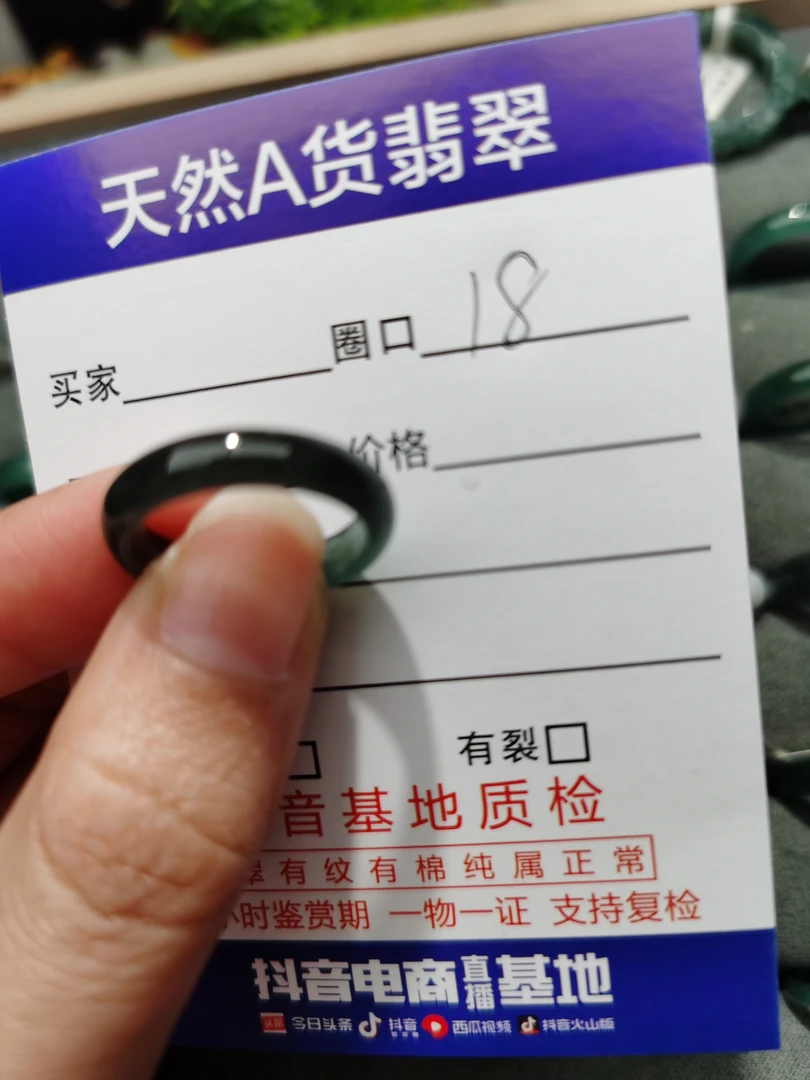 天然A货翡翠
买家 圈口 18
价格
有裂
音基地质检
有纹有棉纯属正常
时鉴赏期 一物一证 支持复检
抖音电商直播基地
头条 今日头条 抖音 西瓜视频 抖音火山版